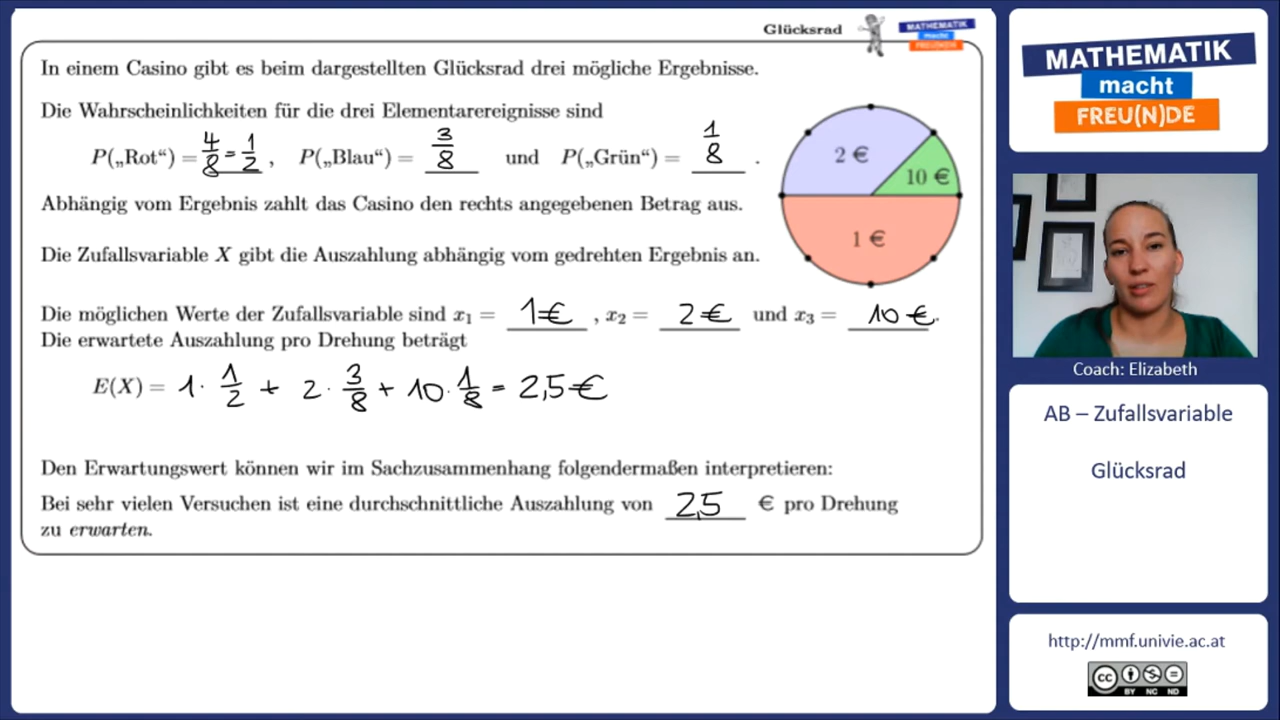 Glücksrad
MATHEMATIK
macht
FREU(N)DE
In einem Casino gibt es beim dargestellten Glücksrad drei mögliche Ergebnisse.
Die Wahrscheinlichkeiten für die drei Elementarereignisse sind
P(„Rot“) = 4/8 = 1/2 , P(„Blau“) = 3/8 und P(„Grün“) = 1/8 .
2 €
10 €
1 €
Abhängig vom Ergebnis zahlt das Casino den rechts angegebenen Betrag aus.
Die Zufallsvariable X gibt die Auszahlung abhängig vom gedrehten Ergebnis an.
Die möglichen Werte der Zufallsvariable sind x₁ = 1€ , x₂ = 2€ und x₃ = 10€.
Die erwartete Auszahlung pro Drehung beträgt
E(X) = 1 · 1/2 + 2 · 3/8 + 10 · 1/8 = 2,5€
Den Erwartungswert können wir im Sachzusammenhang folgendermaßen interpretieren:
Bei sehr vielen Versuchen ist eine durchschnittliche Auszahlung von 2,5 € pro Drehung
zu erwarten.
MATHEMATIK
macht
FREU(N)DE
Coach: Elizabeth
AB – Zufallsvariable
Glücksrad
http://mmf.univie.ac.at
cc
BY NC ND